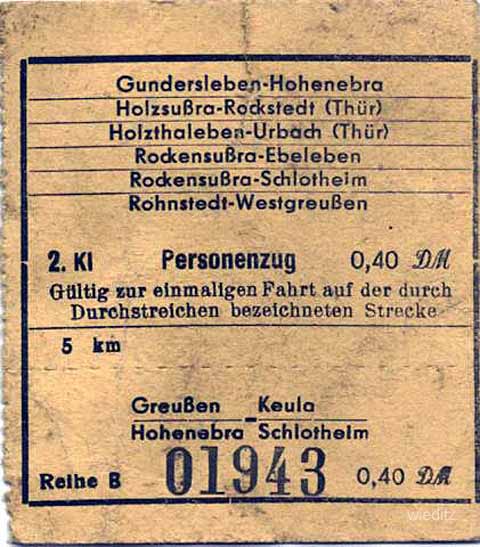 Gundersleben-Hohenebra
Holzsußra-Rockstedt (Thür)
Holzthaleben-Urbach (Thür)
Rockensußra-Ebeleben
Rockensußra-Schlotheim
Rohnstedt-Westgreußen
2. Kl Personenzug 0,40 DM
Gültig zur einmaligen Fahrt auf der durch
Durchstreichen bezeichneten Strecke
5 km
Greußen Keula
-
Hohenebra Schlotheim
Reihe B 01943 0,40 DM
wieditz